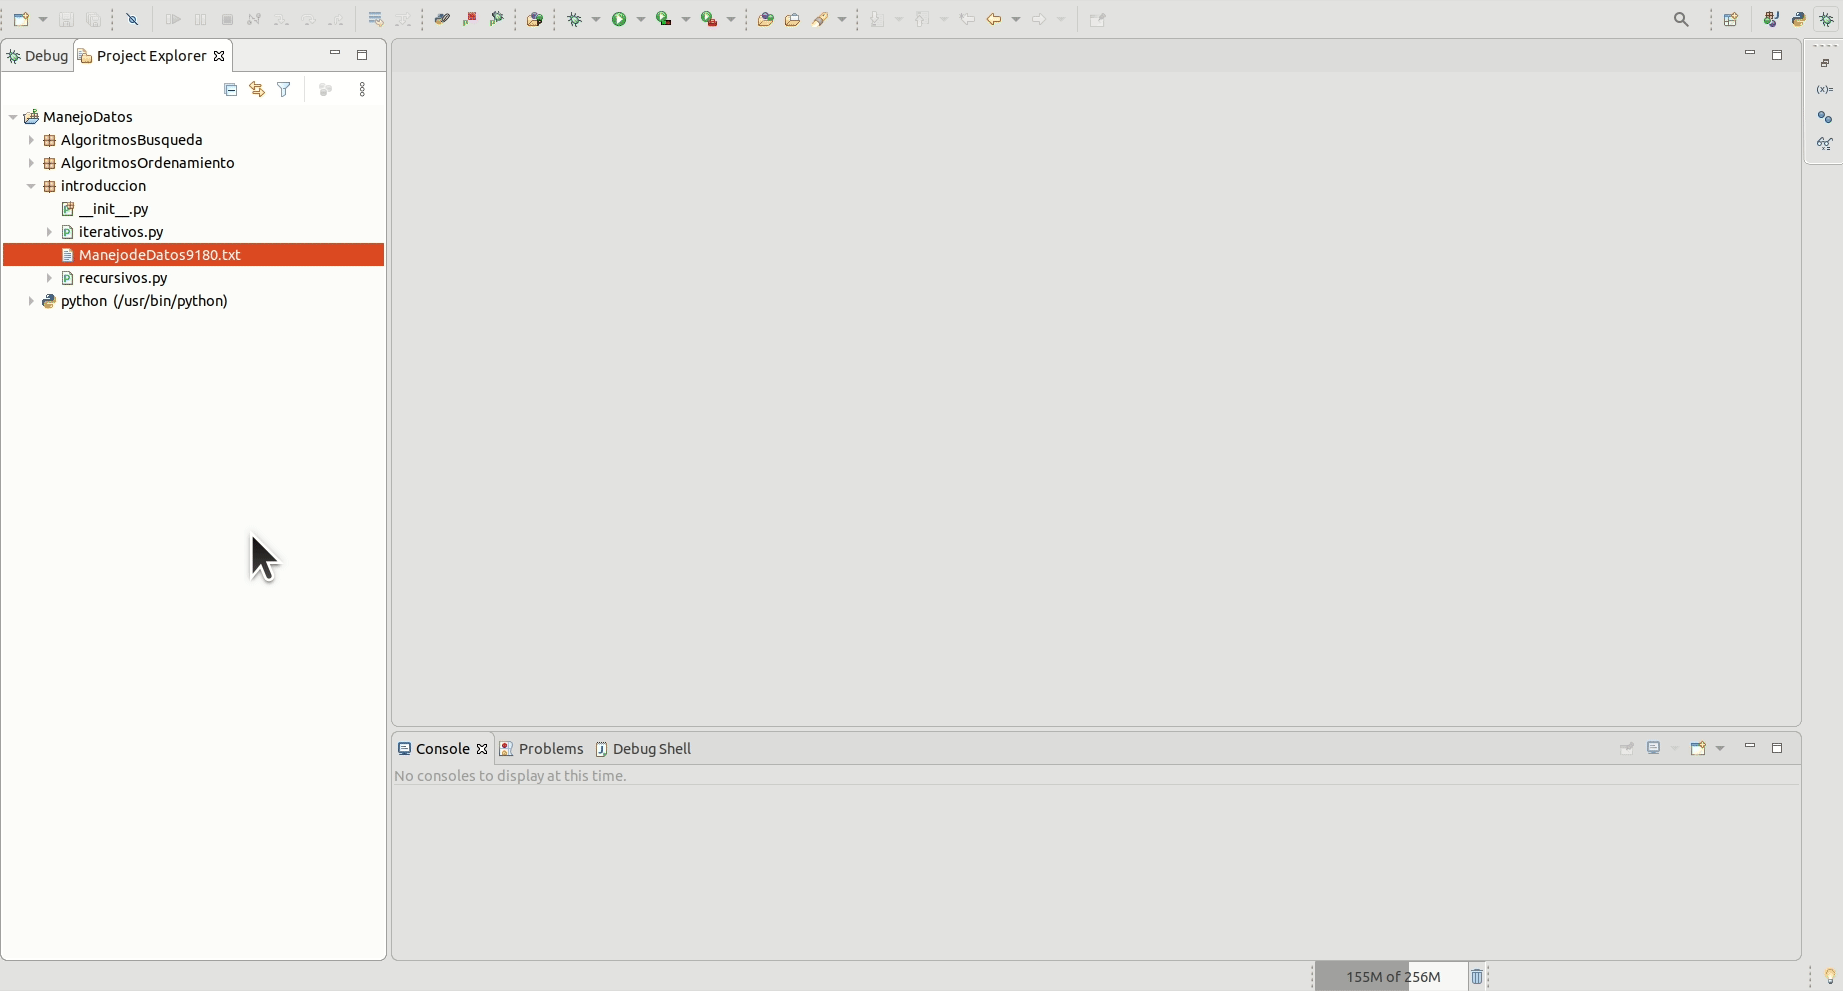 Debug
Project Explorer
ManejoDatos
AlgoritmosBusqueda
AlgoritmosOrdenamiento
introduccion
__init__.py
iterativos.py
ManejodeDatos9180.txt
recursivos.py
python (/usr/bin/python)
(x)=
Console
Problems
Debug Shell
No consoles to display at this time.
155M of 256M